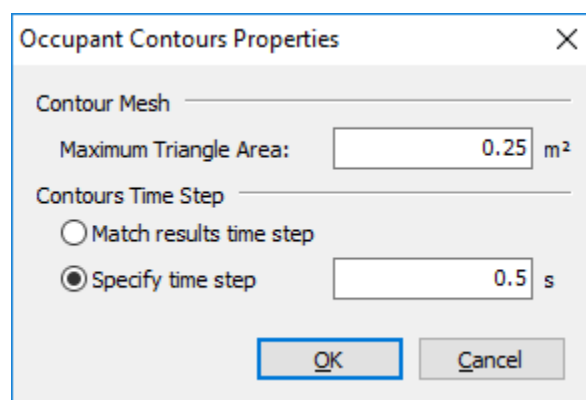 Occupant Contours Properties
Contour Mesh
Maximum Triangle Area: 0.25 m²
Contours Time Step
Match results time step
Specify time step 0.5 s
OK Cancel